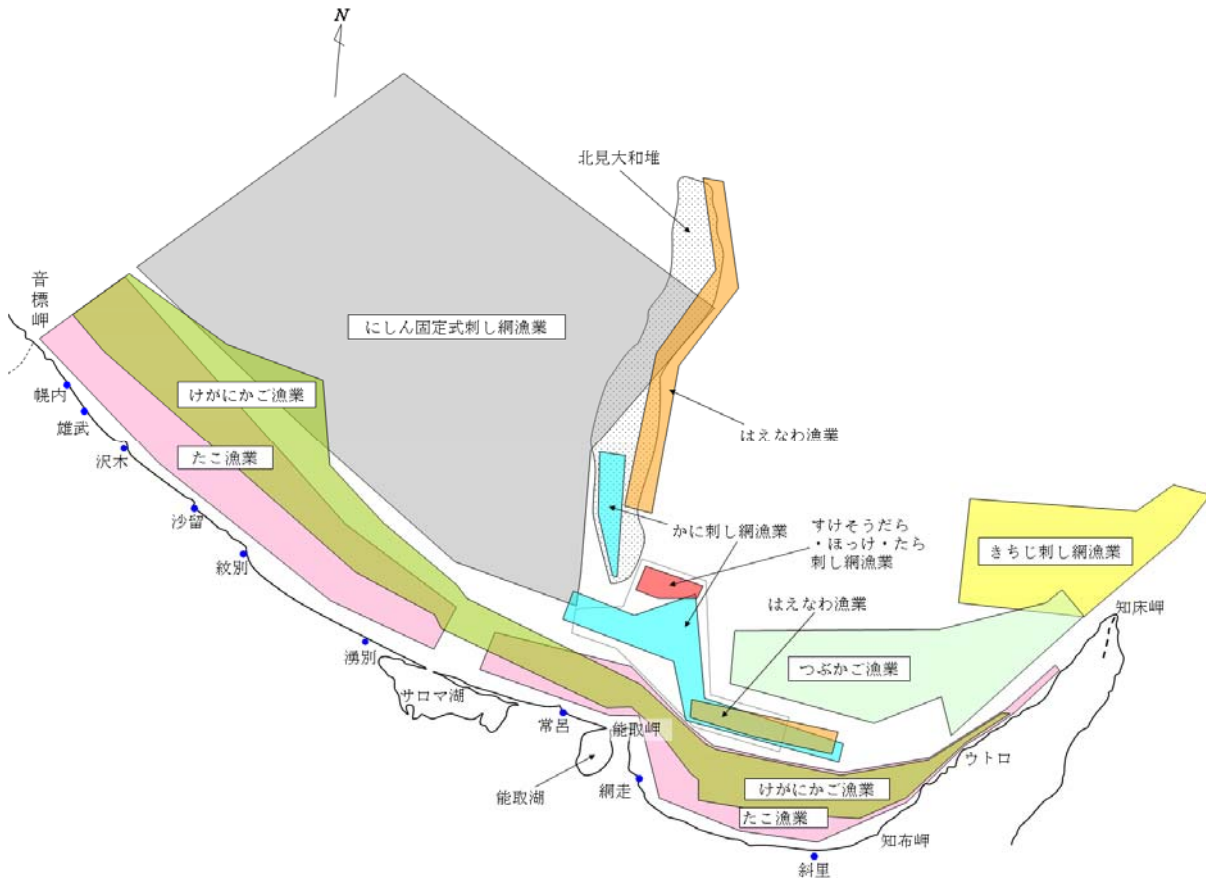 N
北見大和堆
音標岬
にしん固定式刺し網漁業
けがにかご漁業
幌内
雄武
はえなわ漁業
沢木
たこ漁業
沙留
すけそうだら
かに刺し網漁業
・ほっけ・たら
刺し網漁業
きちじ刺し網漁業
紋別
はえなわ漁業
知床岬
湧別
つぶかご漁業
サロマ湖
常呂
能取岬
ウトロ
能取湖
網走
けがにかご漁業
たこ漁業
知布岬
斜里